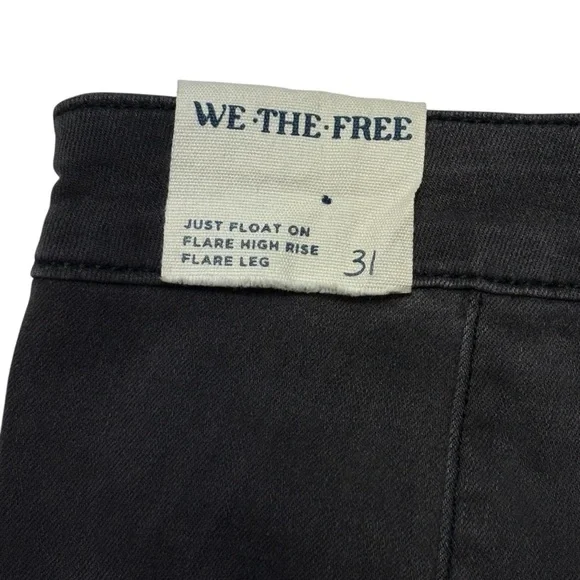 WE·THE·FREE
JUST FLOAT ON
FLARE HIGH RISE
FLARE LEG
31